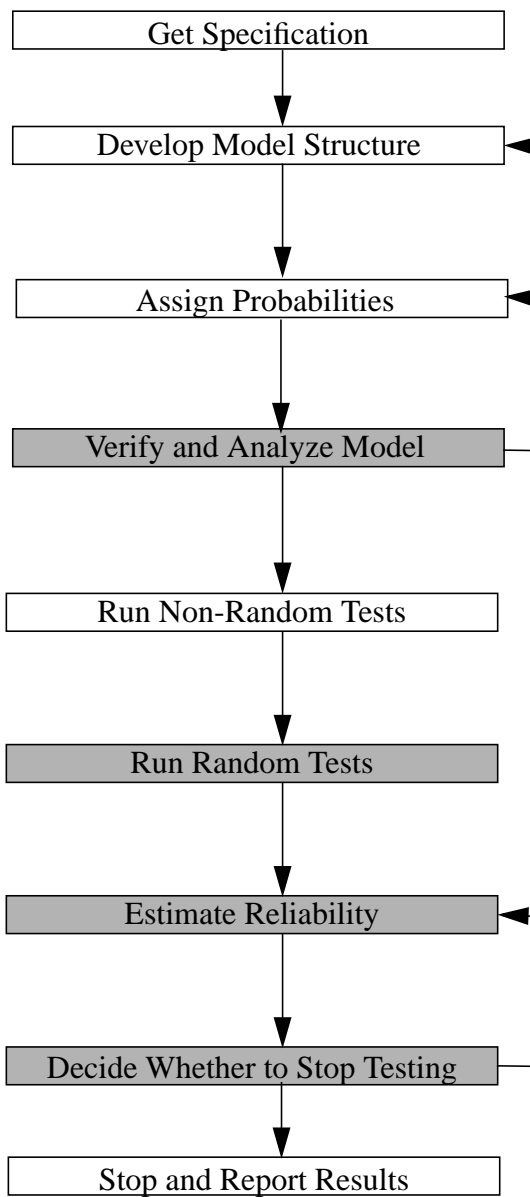 Get Specification
Develop Model Structure
Assign Probabilities
Verify and Analyze Model
Run Non-Random Tests
Run Random Tests
Estimate Reliability
Decide Whether to Stop Testing
Stop and Report Results